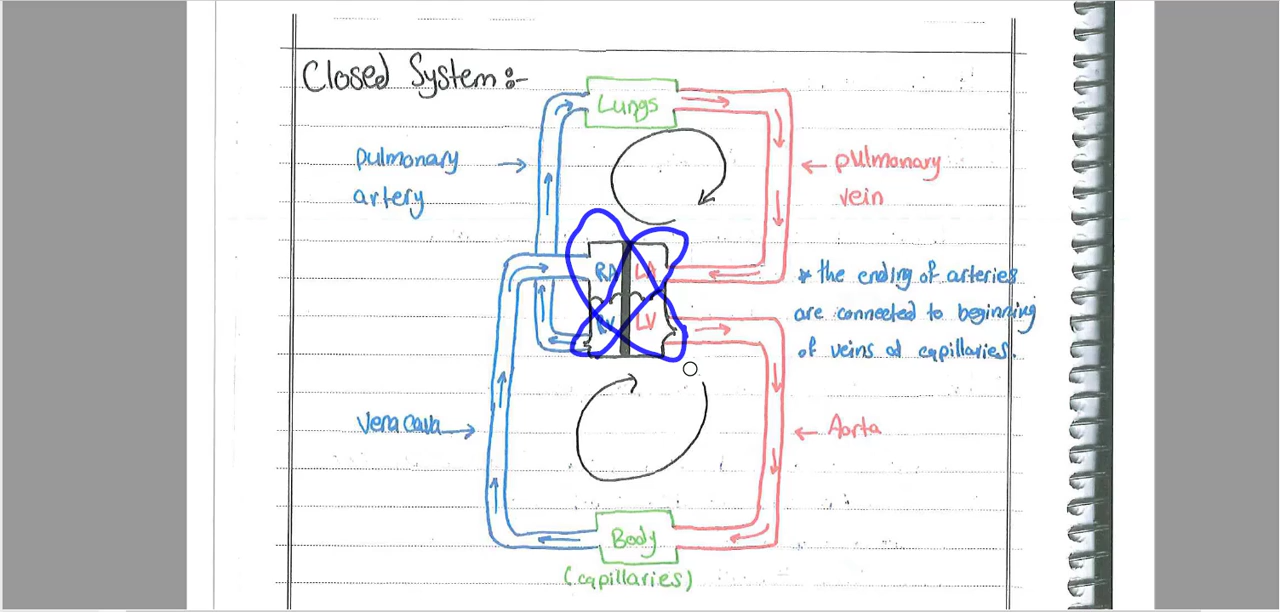 Closed System:-
Lungs
pulmonary
artery
pulmonary
vein
RA
LA
RV
LV
* the ending of arteries
are connected to beginning
of veins at capillaries.
Vena cava
Aorta
Body
(capillaries)